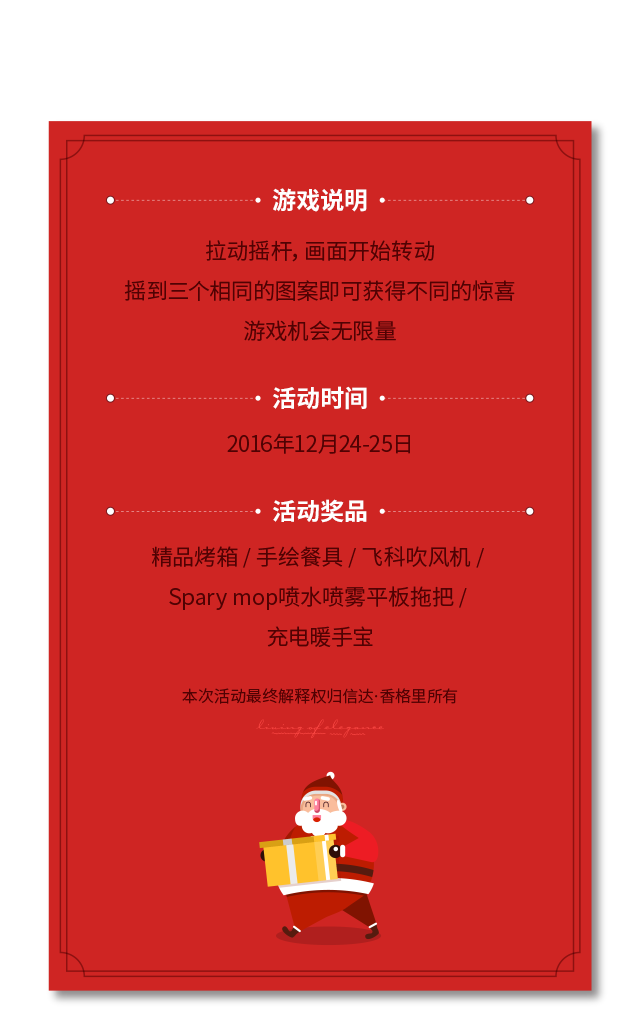 游戏说明
拉动摇杆，画面开始转动
摇到三个相同的图案即可获得不同的惊喜
游戏机会无限量
活动时间
2016年12月24-25日
活动奖品
精品烤箱 / 手绘餐具 / 飞科吹风机 /
Spary mop喷水喷雾平板拖把 /
充电暖手宝
本次活动最终解释权归信达·香格里所有
living of elegance